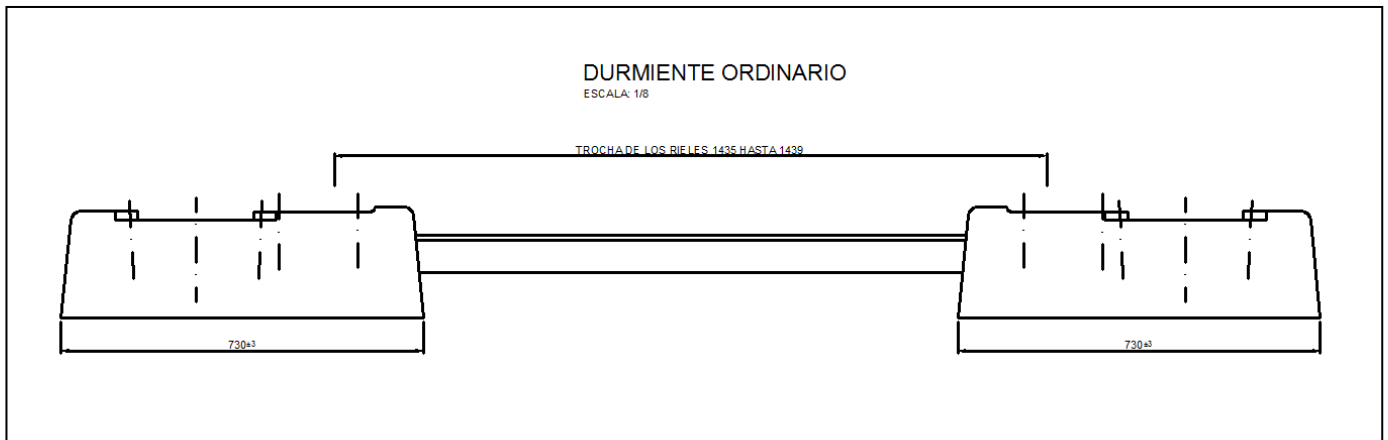 DURMIENTE ORDINARIO
ESCALA: 1/8
TROCHA DE LOS RIELES 1435 HASTA 1439
730±3
730±3